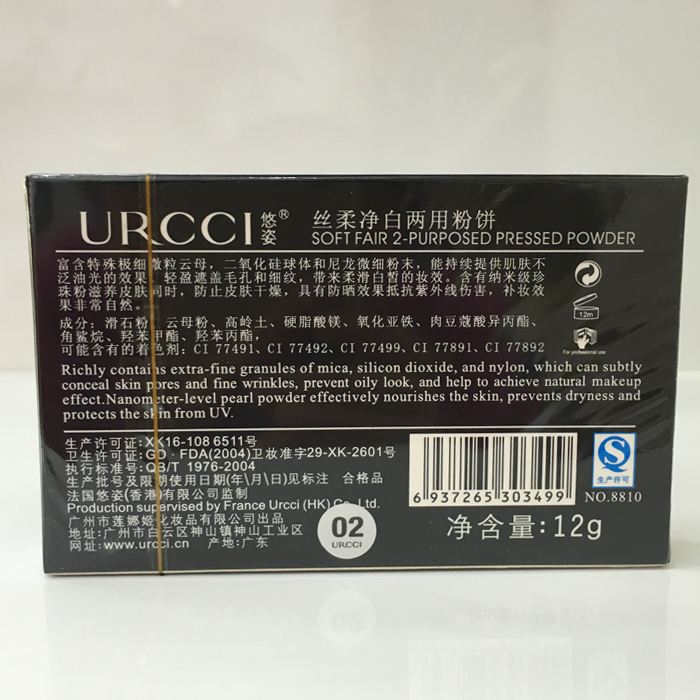 URCCI 悠姿®
丝柔净白两用粉饼
SOFT FAIR 2-PURPOSED PRESSED POWDER
富含特殊极细微粒云母、二氧化硅球体和尼龙微细粉末，能持续提供肌肤不
泛油光的效果，轻盈遮盖毛孔和细纹，带来柔滑白皙的妆效。含有纳米级珍
珠粉滋养皮肤同时，防止皮肤干燥，具有防晒效果抵抗紫外线伤害，补妆效
果非常自然。
成分：滑石粉、云母粉、高岭土、硬脂酸镁、氧化亚铁、肉豆蔻酸异丙酯、
角鲨烷、羟苯甲酯、羟苯丙酯、
可能含有的着色剂：CI 77491、CI 77492、CI 77499、CI 77891、CI 77892
12m
For professional use
Richly contains extra-fine granules of mica, silicon dioxide, and nylon, which can subtly
conceal skin pores and fine wrinkles, prevent oily look, and help to achieve natural makeup
effect.Nanometer-level pearl powder effectively nourishes the skin, prevents dryness and
protects the skin from UV.
生产许可证：XK16-108 6511号
卫生许可证：GD·FDA(2004)卫妆准字29-XK-2601号
执行标准号：QB/T 1976-2004
生产批号及限期使用日期(年\月\日)见标注 合格品
法国悠姿(香港)有限公司监制
Production supervised by France Urcci (HK) Co., Ltd.
广州市莲娜姬化妆品有限公司出品
地址：广州市白云区神山镇神山工业区
网址：www.urcci.cn 产地：广东
02
URCCI
6 937265 303499
生产许可
NO.8810
净含量：12g